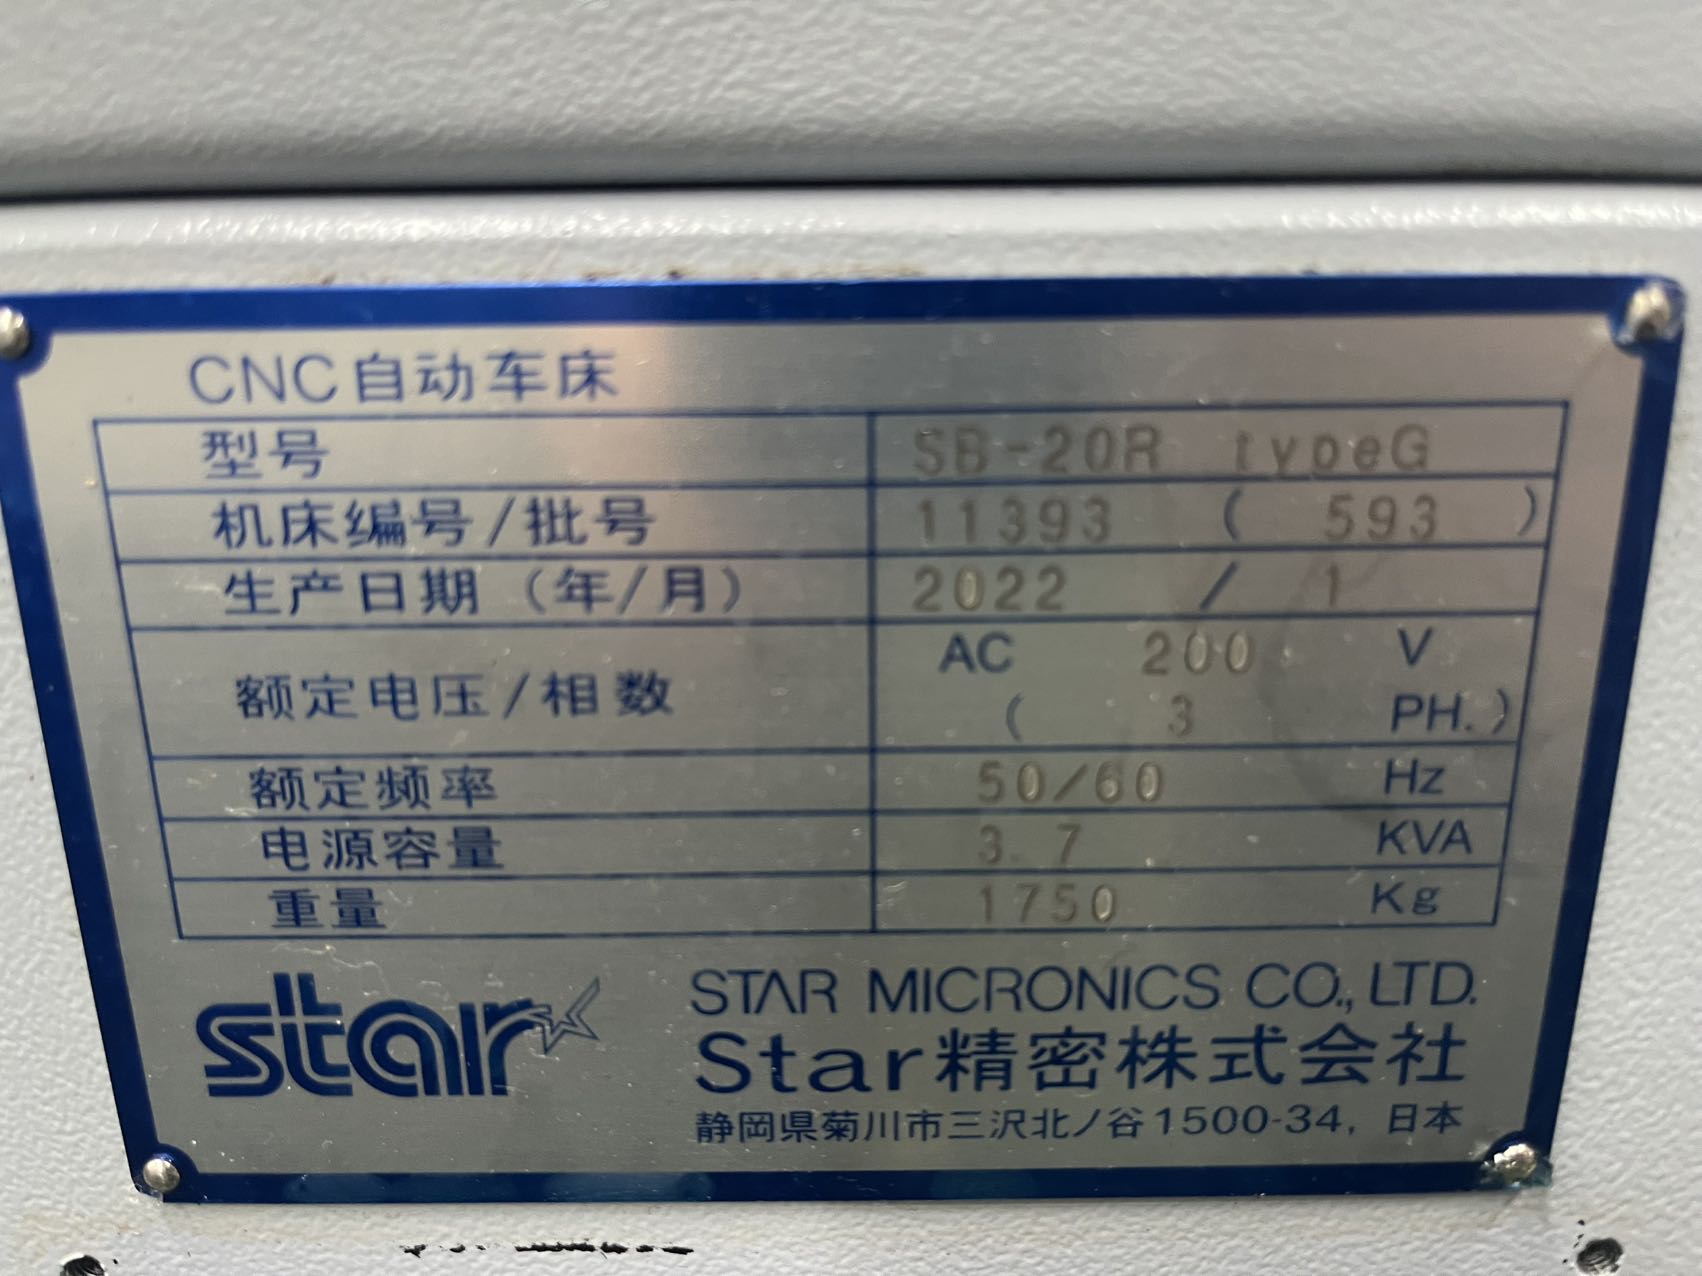 CNC自动车床
型号 SB-20R typeG
机床编号/批号 11393 ( 593 )
生产日期（年/月） 2022 / 1
额定电压/相数 AC 200 V
( 3 PH.)
额定频率 50/60 Hz
电源容量 3.7 KVA
重量 1750 Kg
star
STAR MICRONICS CO., LTD.
Star精密株式会社
静岡県菊川市三沢北ノ谷1500-34, 日本